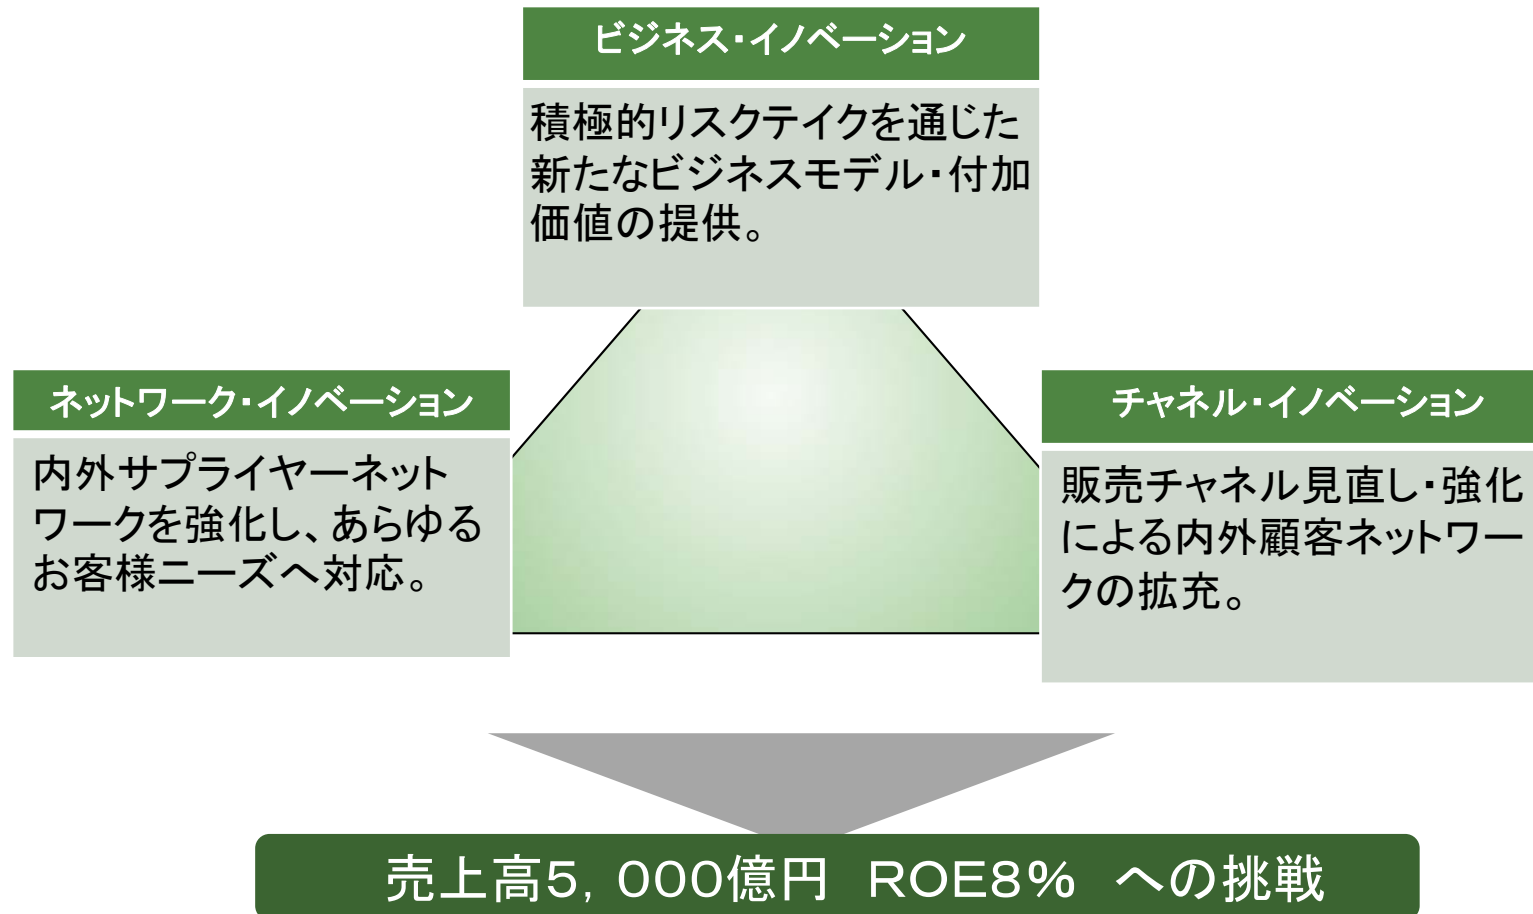 ビジネス・イノベーション
積極的リスクテイクを通じた
新たなビジネスモデル・付加
価値の提供。
ネットワーク・イノベーション
内外サプライヤーネット
ワークを強化し、あらゆる
お客様ニーズへ対応。
チャネル・イノベーション
販売チャネル見直し・強化
による内外顧客ネットワー
クの拡充。
売上高5，000億円　ROE8%　への挑戦